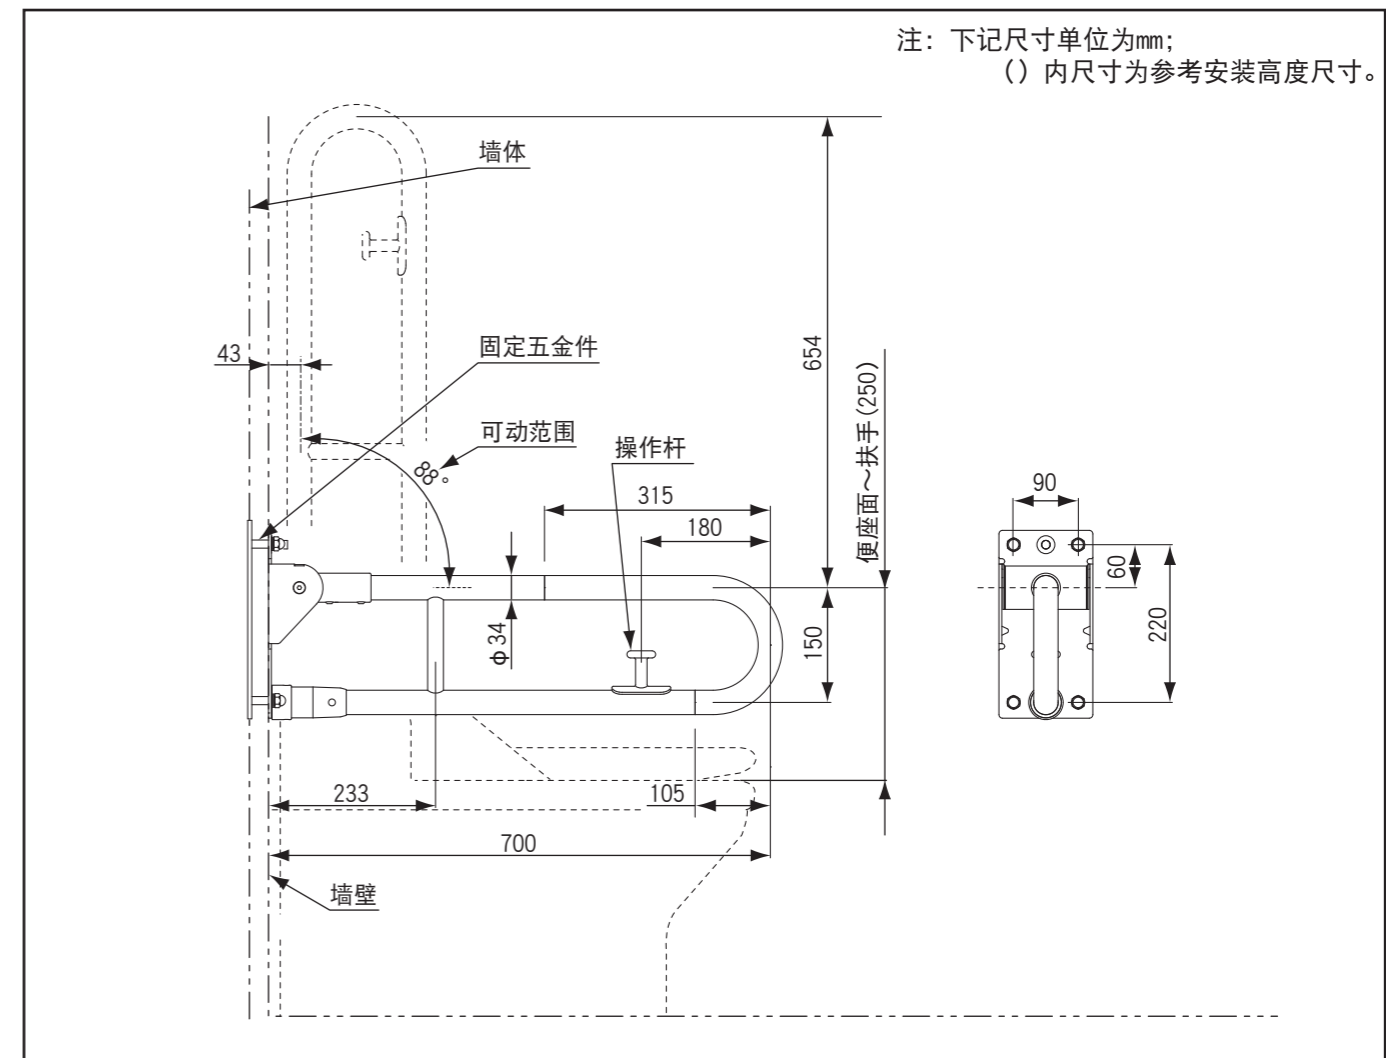 注：下记尺寸单位为mm；
（）内尺寸为参考安装高度尺寸。
墙体
43
固定五金件
654
可动范围
88°
操作杆
便座面～扶手(250)
315
180
90
60
220
φ34
150
233
105
700
墙壁